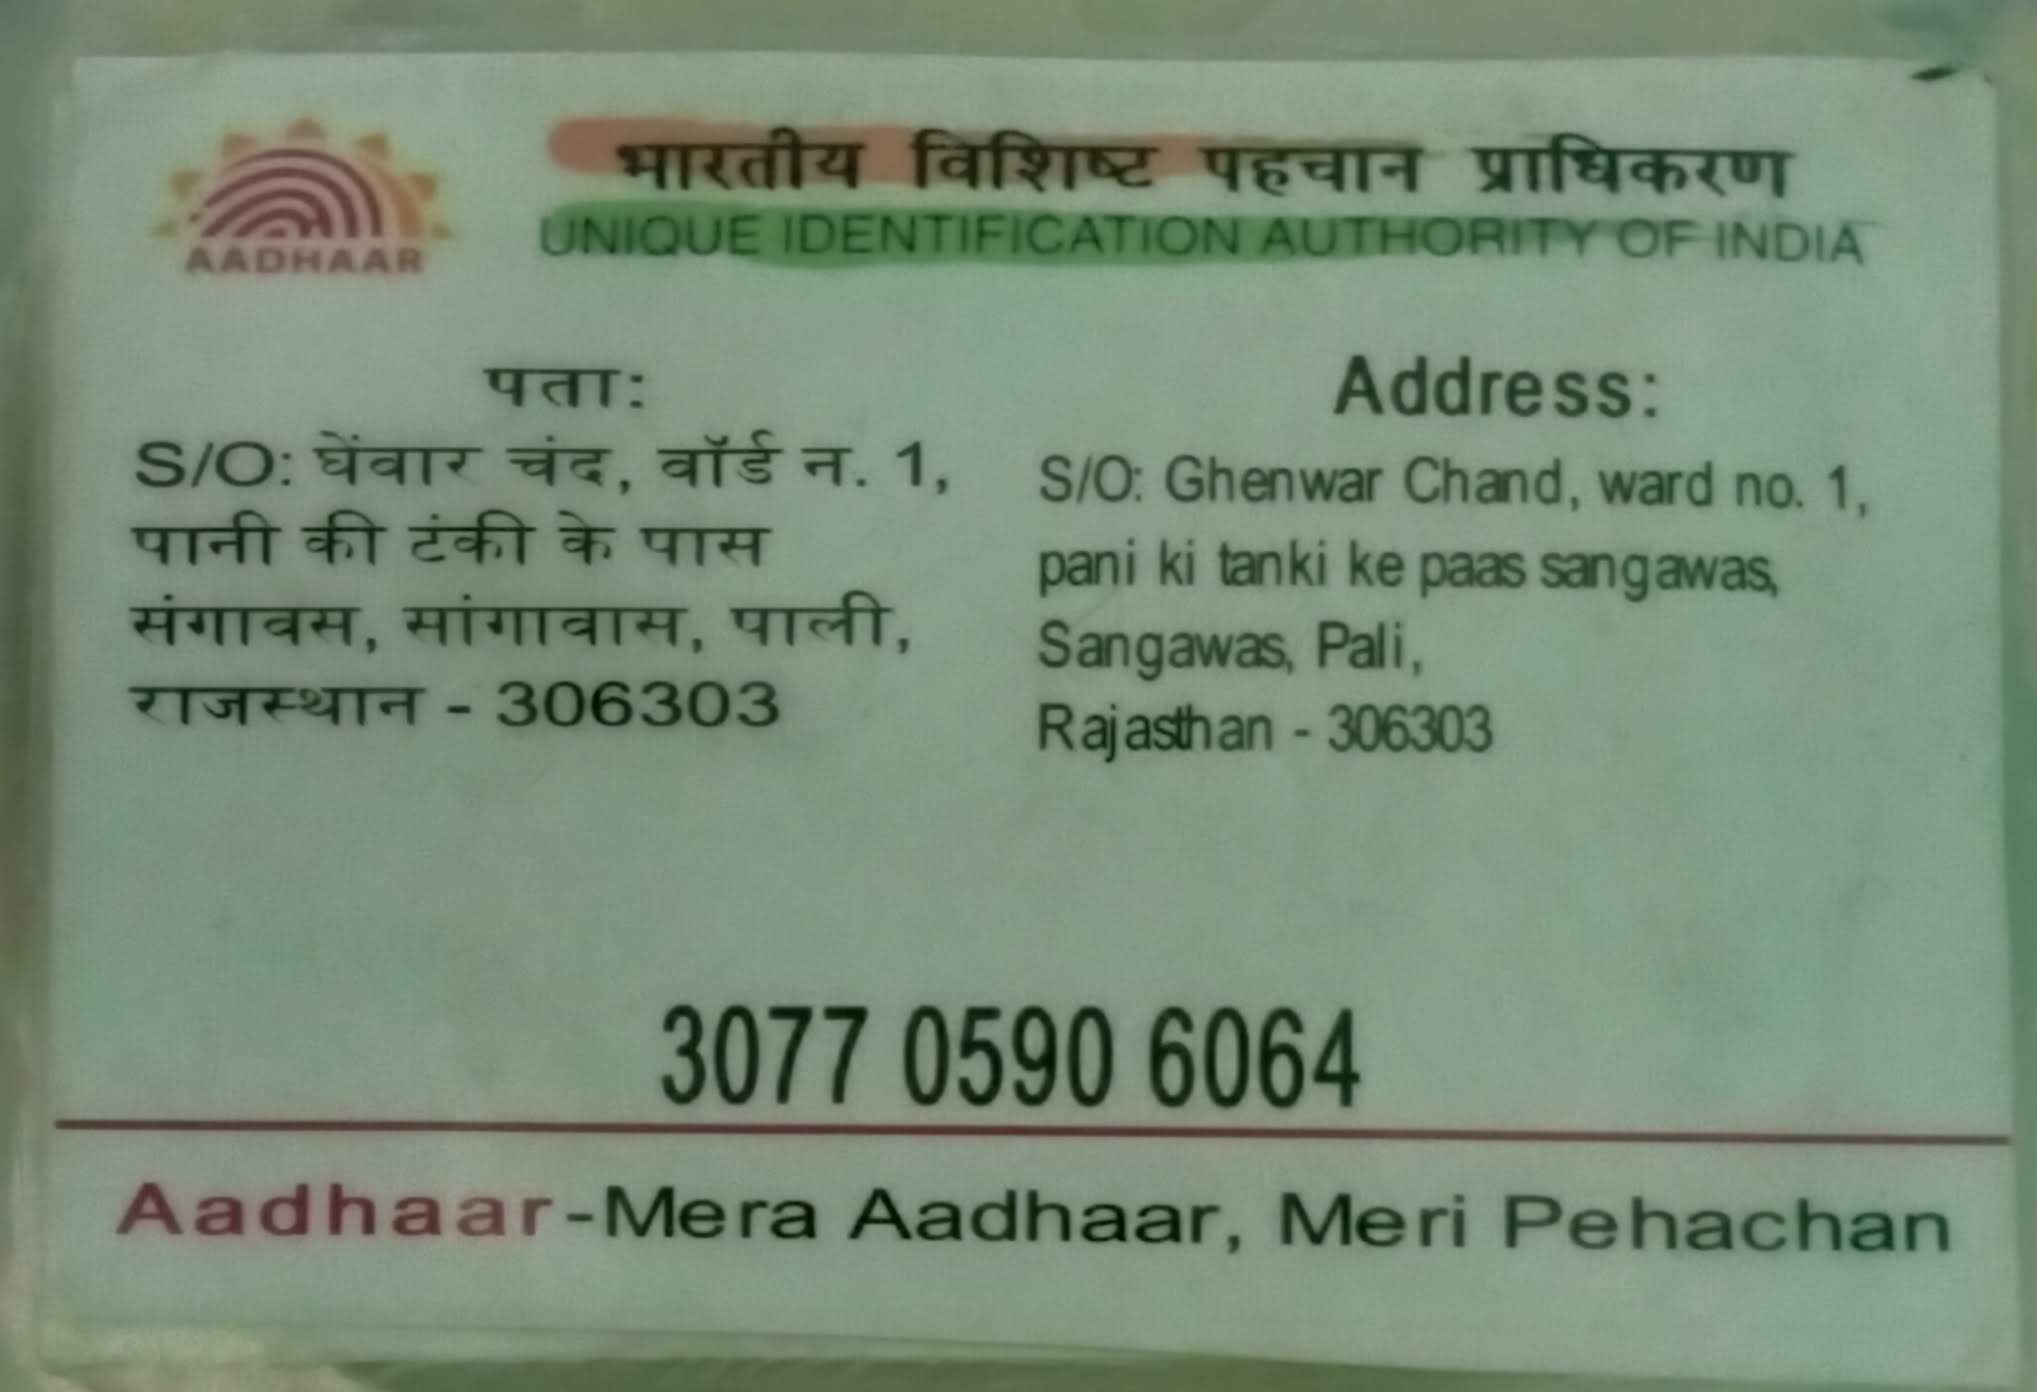 AADHAAR
भारतीय विशिष्ट पहचान प्राधिकरण
UNIQUE IDENTIFICATION AUTHORITY OF INDIA
पता:
S/O: घेंवार चंद, वॉर्ड न. 1,
पानी की टंकी के पास
संगावस, सांगावास, पाली,
राजस्थान - 306303
Address:
S/O: Ghenwar Chand, ward no. 1,
pani ki tanki ke paas sangawas,
Sangawas, Pali,
Rajasthan - 306303
3077 0590 6064
Aadhaar-Mera Aadhaar, Meri Pehachan